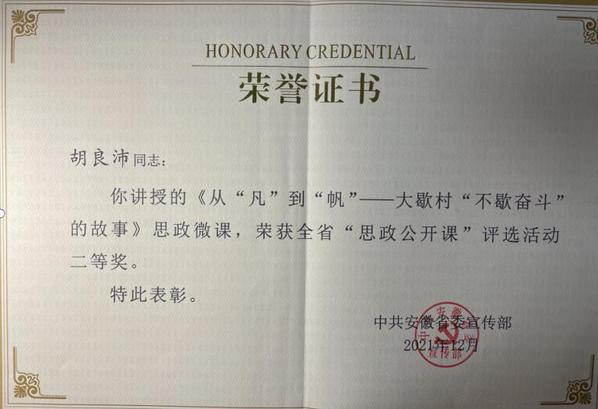 HONORARY CREDENTIAL
荣誉证书
胡良沛同志：
你讲授的《从“凡”到“帆”——大歇村“不歇奋斗”
的故事》思政微课，荣获全省“思政公开课”评选活动
二等奖。
特此表彰。
中共安徽省委宣传部
2021年12月